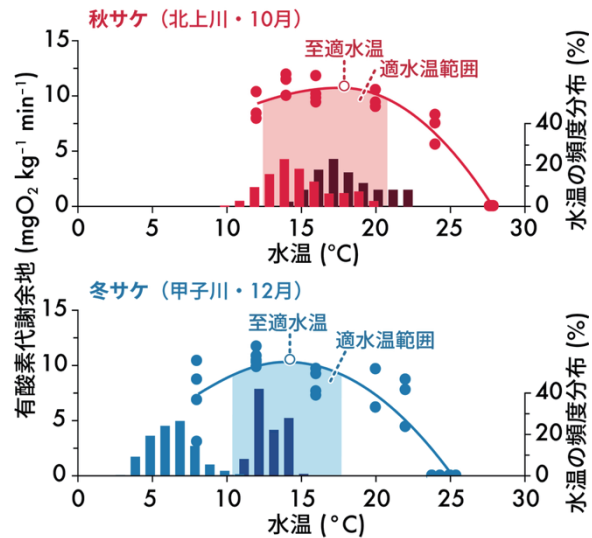 秋サケ（北上川・10月）
至適水温
適水温範囲
15
10
5
0
40
20
0
0 5 10 15 20 25 30
水温 (°C)
冬サケ（甲子川・12月）
至適水温
適水温範囲
15
10
5
0
40
20
0
0 5 10 15 20 25 30
水温 (°C)
有酸素代謝余地 (mgO₂ kg⁻¹ min⁻¹)
水温の頻度分布 (%)
水温の頻度分布 (%)